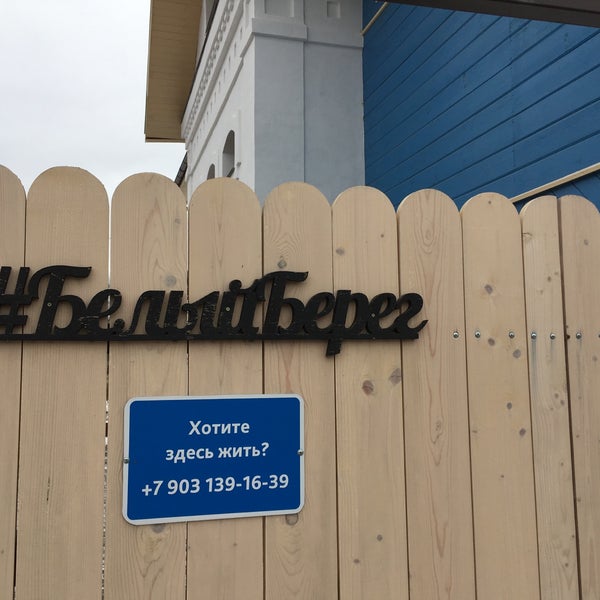 #БелыйБерег
Хотите
здесь жить?
+7 903 139-16-39